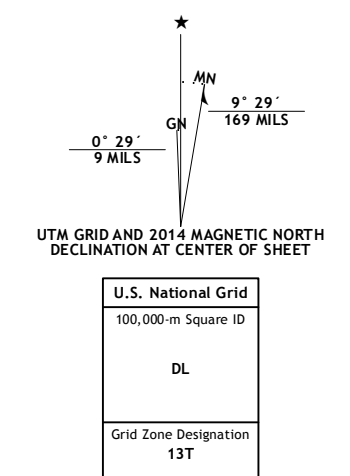 ★
MN
GN
9° 29´
169 MILS
0° 29´
9 MILS
UTM GRID AND 2014 MAGNETIC NORTH
DECLINATION AT CENTER OF SHEET
U.S. National Grid
100,000-m Square ID
DL
Grid Zone Designation
13T